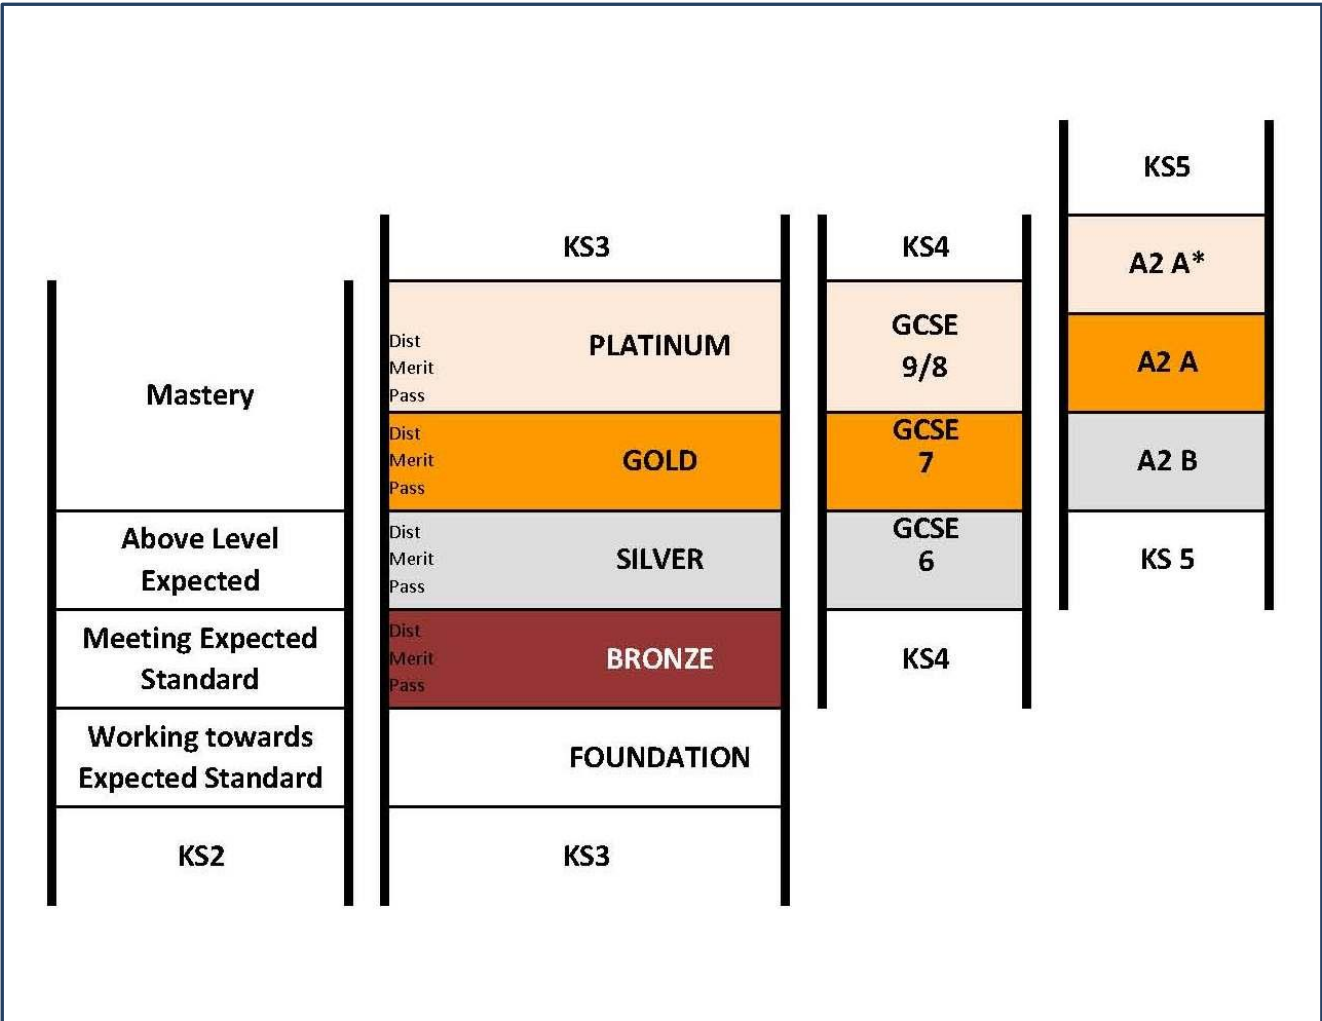 Mastery
Above Level
Expected
Meeting Expected
Standard
Working towards
Expected Standard
KS2
KS3
Dist
Merit
Pass
PLATINUM
Dist
Merit
Pass
GOLD
Dist
Merit
Pass
SILVER
Dist
Merit
Pass
BRONZE
FOUNDATION
KS3
KS4
GCSE
9/8
GCSE
7
GCSE
6
KS4
KS5
A2 A*
A2 A
A2 B
KS 5